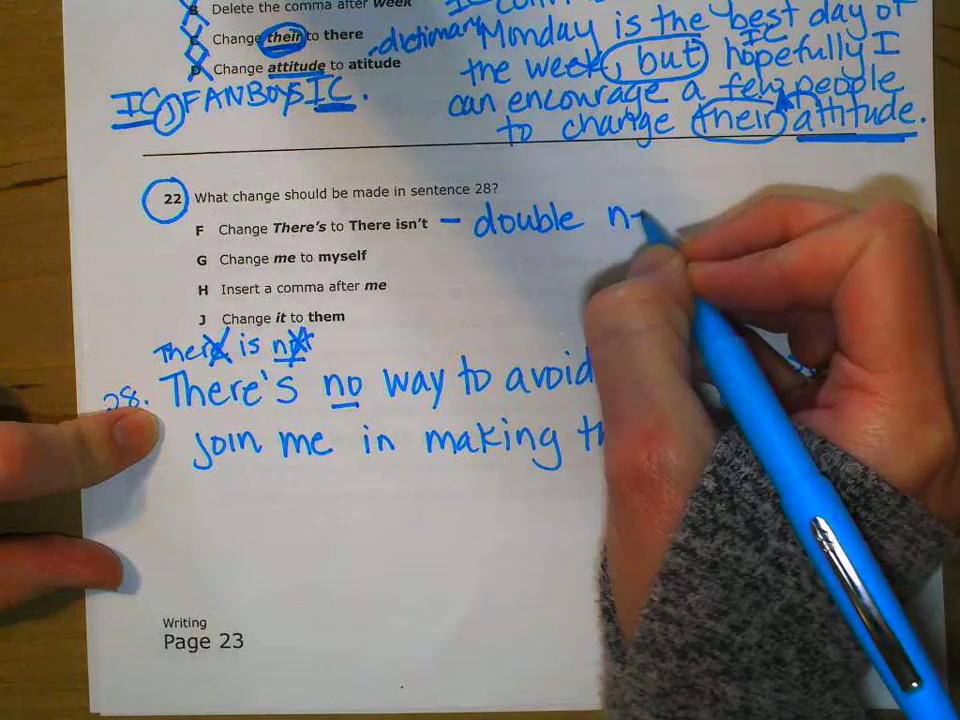 Delete the comma after week
C Change their to there
dictionary
D Change attitude to atitude
IC, FANBOYS IC.
Monday is the best day of
IC
the week, but hopefully I
can encourage a few people
to change their attitude.
22 What change should be made in sentence 28?
F Change There's to There isn't – double
G Change me to myself
H Insert a comma after me
J Change it to them
There is not
28. There's no way to avoid
join me in making
Writing
Page 23